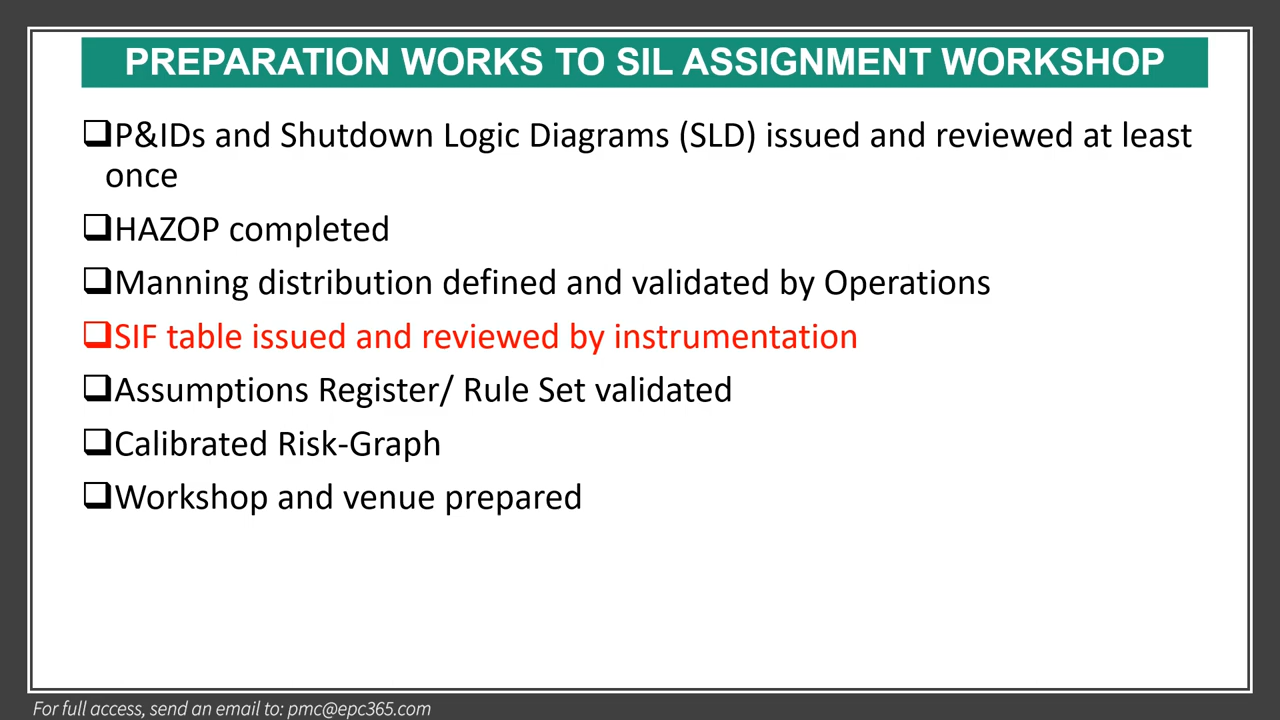 PREPARATION WORKS TO SIL ASSIGNMENT WORKSHOP
❑P&IDs and Shutdown Logic Diagrams (SLD) issued and reviewed at least
once
❑HAZOP completed
❑Manning distribution defined and validated by Operations
❑SIF table issued and reviewed by instrumentation
❑Assumptions Register/ Rule Set validated
❑Calibrated Risk-Graph
❑Workshop and venue prepared
For full access, send an email to: pmc@epc365.com